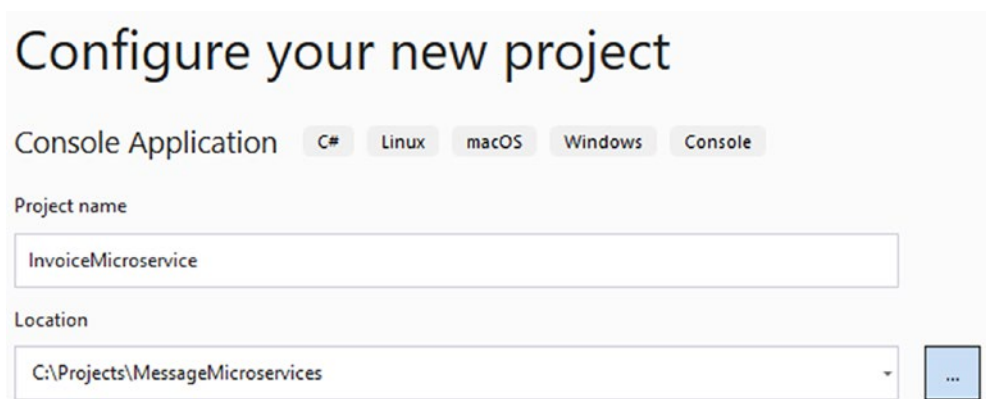 Configure your new project
Console Application C# Linux macOS Windows Console
Project name
InvoiceMicroservice
Location
C:\Projects\MessageMicroservices
...